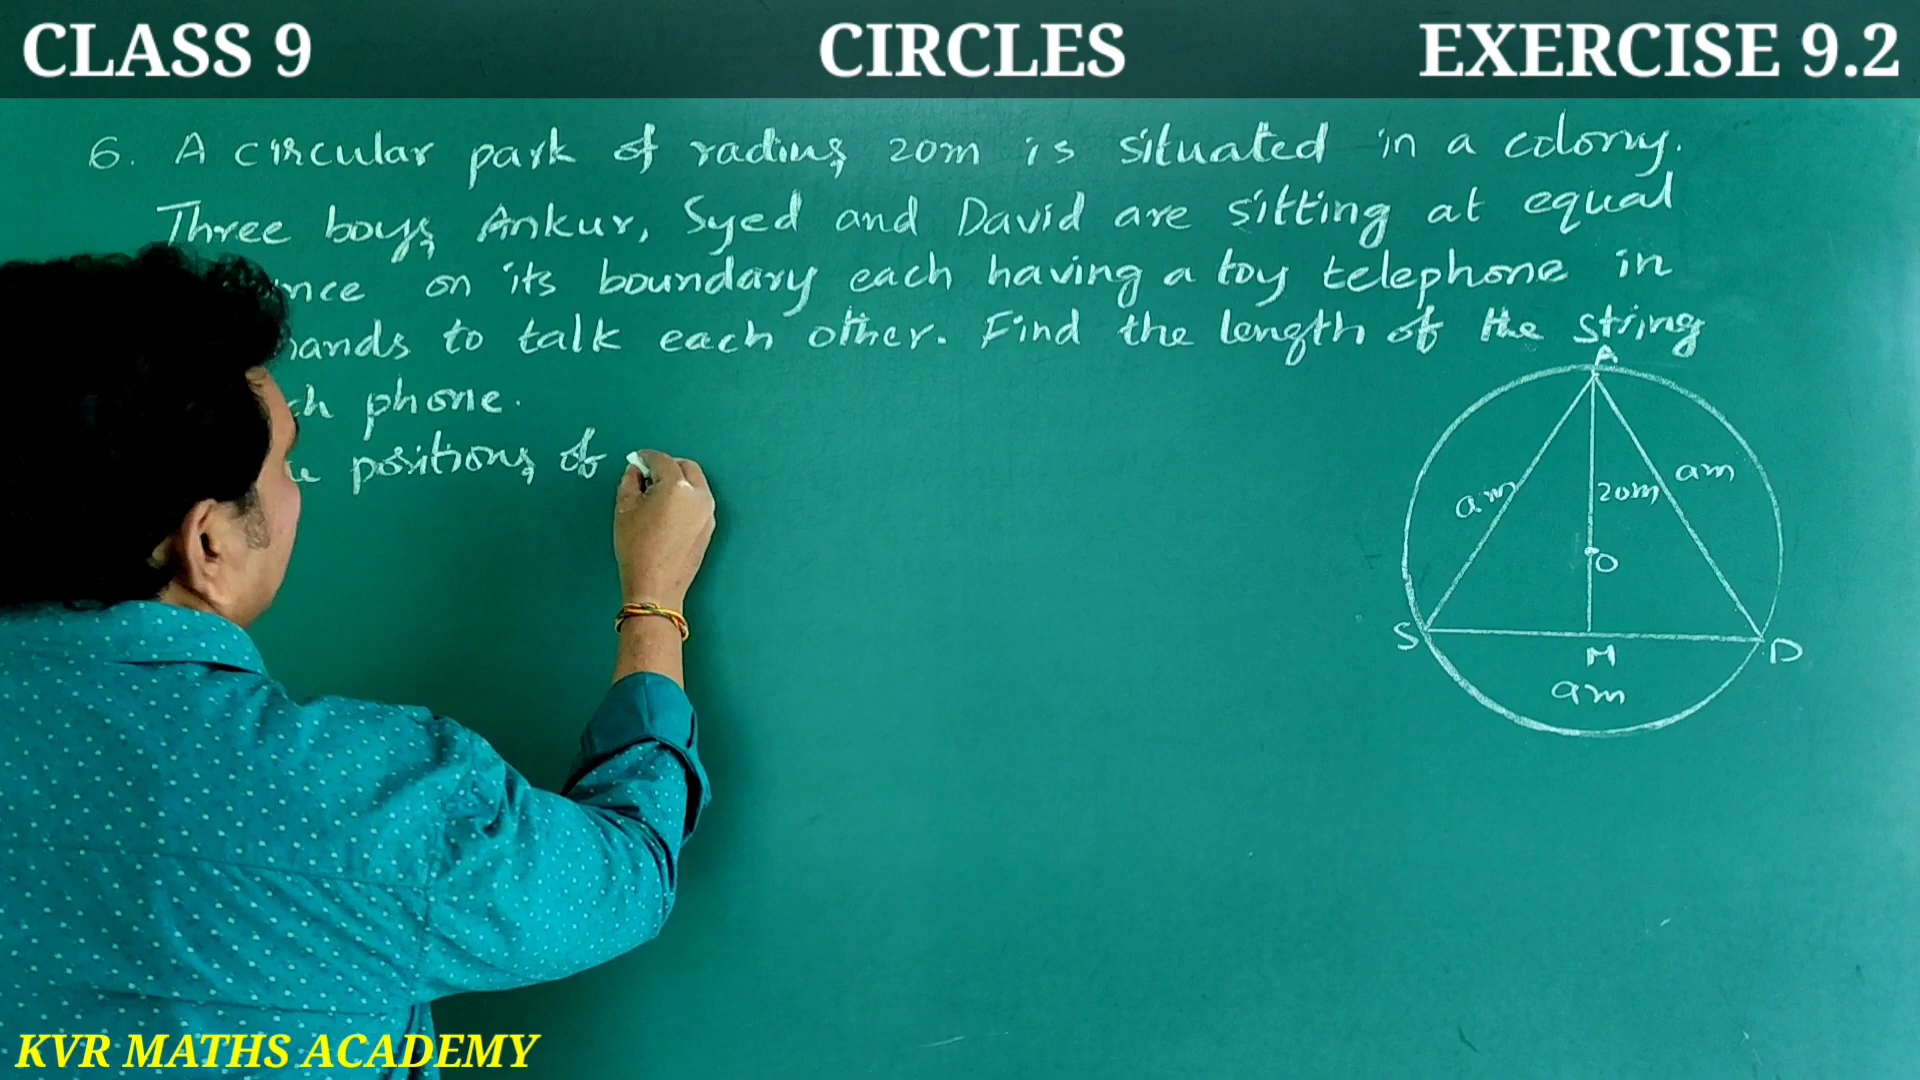 CLASS 9 CIRCLES EXERCISE 9.2
6. A circular park of radius 20m is situated in a colony.
Three boys Ankur, Syed and David are sitting at equal
on its boundary each having a toy telephone in
to talk each other. Find the length of the string
phone.
positions of
A
am
20m
am
O
S
M
D
am
KVR MATHS ACADEMY